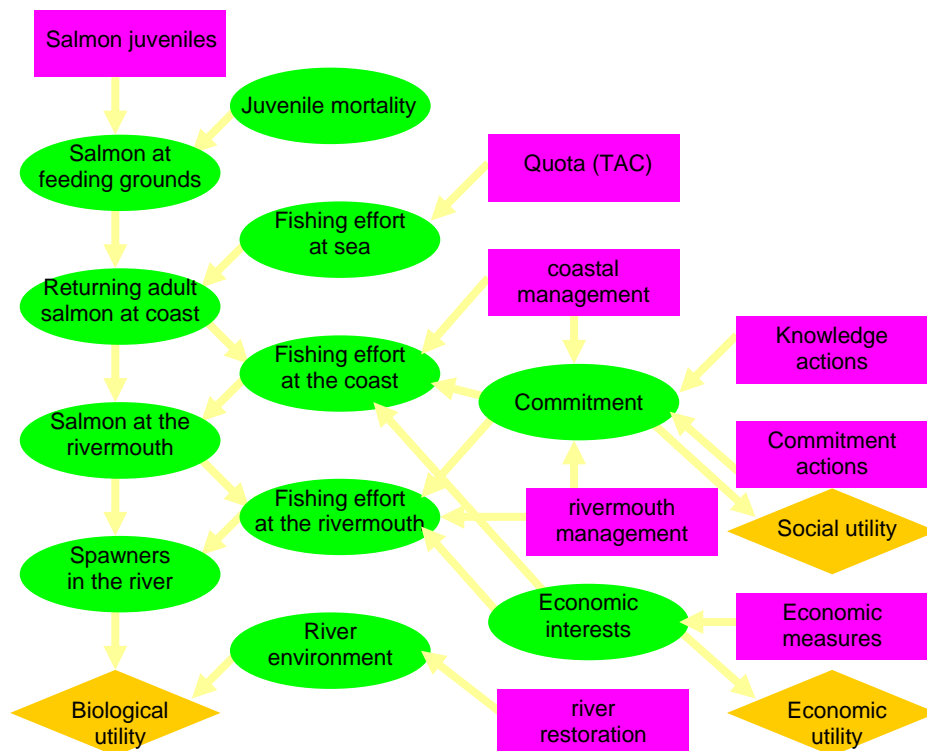 Salmon juveniles
Juvenile mortality
Salmon at
feeding grounds
Quota (TAC)
Fishing effort
at sea
Returning adult
salmon at coast
coastal
management
Knowledge
actions
Fishing effort
at the coast
Commitment
Salmon at the
rivermouth
Commitment
actions
Fishing effort
at the rivermouth
rivermouth
management
Social utility
Spawners
in the river
Economic
interests
Economic
measures
River
environment
Biological
utility
river
restoration
Economic
utility